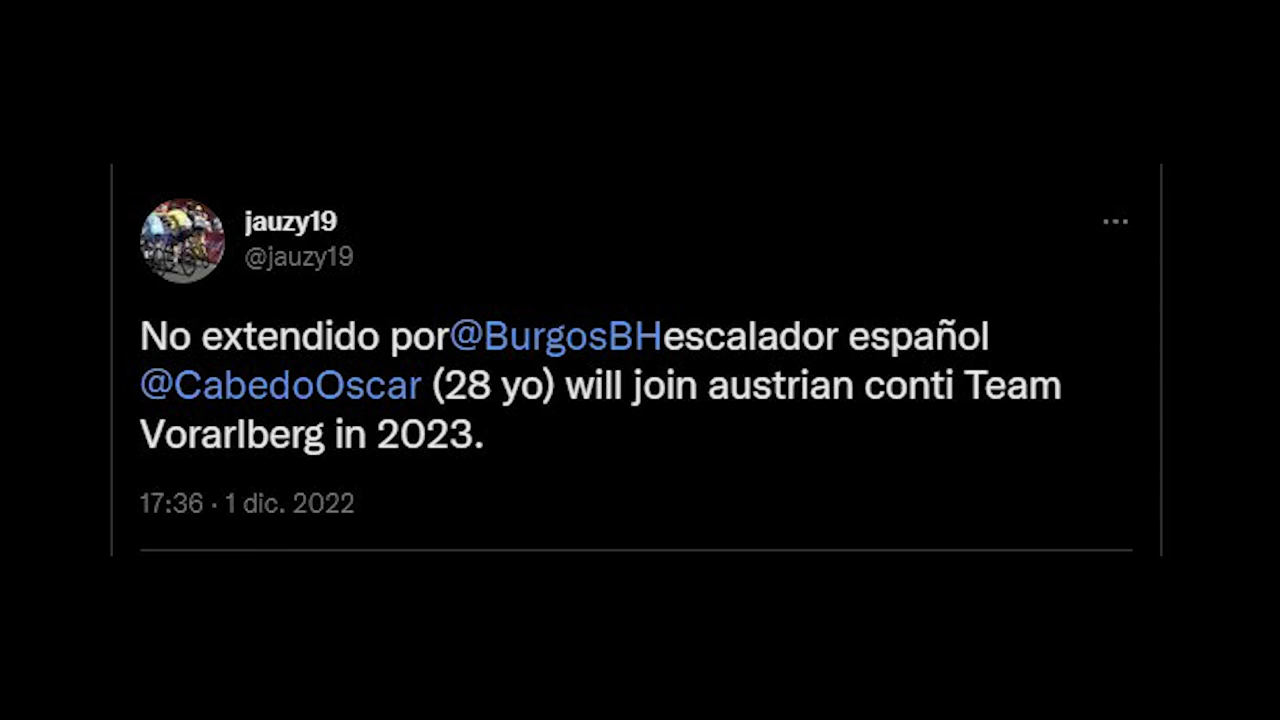 jauzy19
@jauzy19
No extendido por@BurgosBHescalador español
@CabedoOscar (28 yo) will join austrian conti Team
Vorarlberg in 2023.
17:36 · 1 dic. 2022